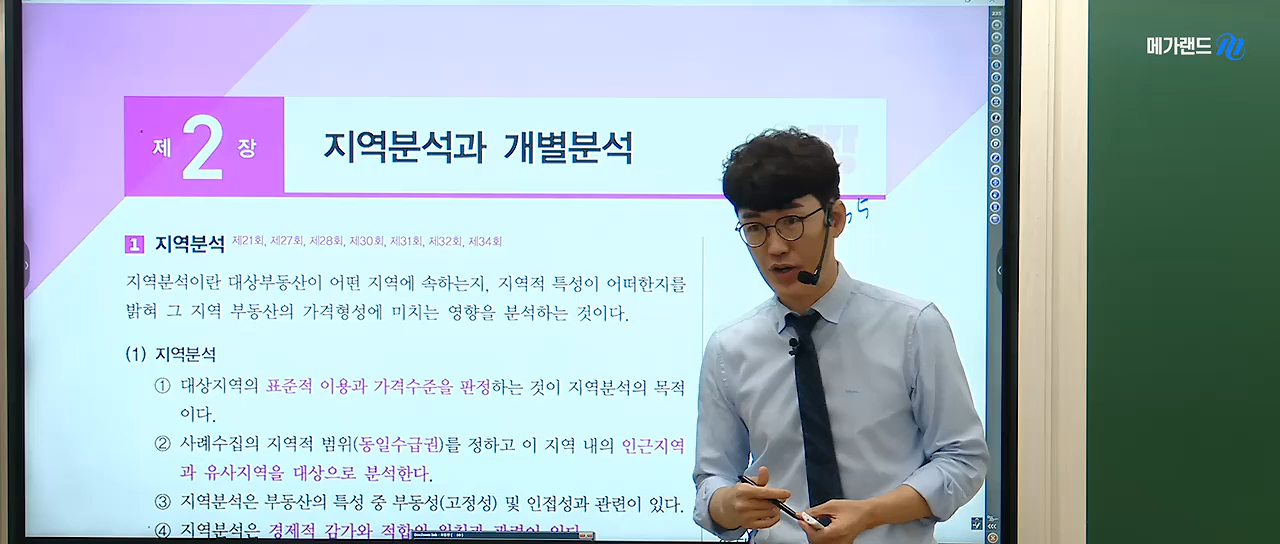 메가랜드
제 2 장
지역분석과 개별분석
1 지역분석 제21회, 제27회, 제28회, 제30회, 제31회, 제32회, 제34회
지역분석이란 대상부동산이 어떤 지역에 속하는지, 지역적 특성이 어떠한지를
밝혀 그 지역 부동산의 가격형성에 미치는 영향을 분석하는 것이다.
(1) 지역분석
① 대상지역의 표준적 이용과 가격수준을 판정하는 것이 지역분석의 목적
이다.
② 사례수집의 지역적 범위(동일수급권)를 정하고 이 지역 내의 인근지역
과 유사지역을 대상으로 분석한다.
③ 지역분석은 부동산의 특성 중 부동성(고정성) 및 인접성과 관련이 있다.
④ 지역분석은 경제적 감가와 적합의 원칙과 관련이 있다.